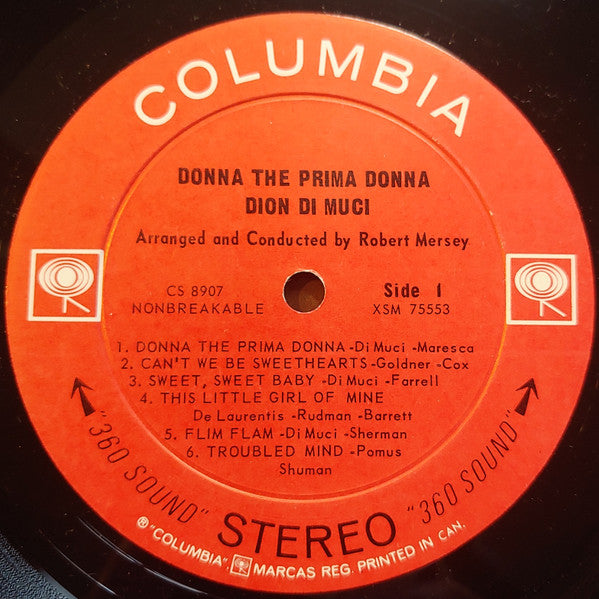 COLUMBIA
DONNA THE PRIMA DONNA
DION DI MUCI
Arranged and Conducted by Robert Mersey
CS 8907
NONBREAKABLE
Side 1
XSM 75553
1. DONNA THE PRIMA DONNA -Di Muci -Maresca
2. CAN'T WE BE SWEETHEARTS -Goldner -Cox
3. SWEET, SWEET BABY -Di Muci -Farrell
4. THIS LITTLE GIRL OF MINE
De Laurentis -Rudman -Barrett
5. FLIM FLAM -Di Muci -Sherman
6. TROUBLED MIND -Pomus
Shuman
"360 SOUND" STEREO "360 SOUND"
® "COLUMBIA", MARCAS REG. PRINTED IN CAN.